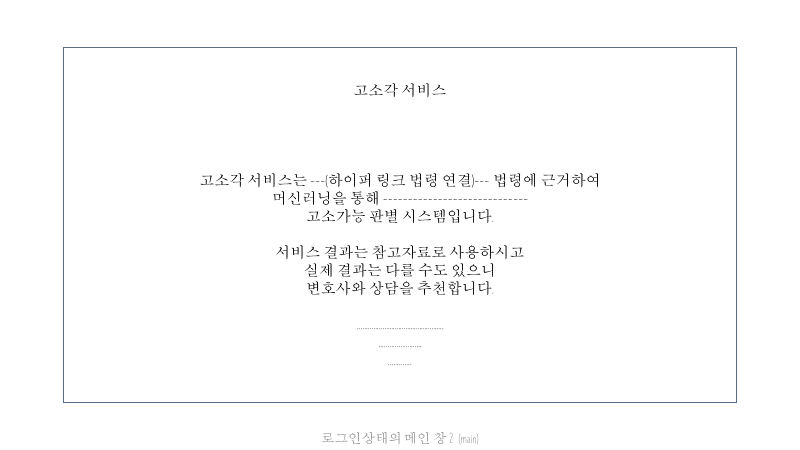 고소각 서비스
고소각 서비스는 ---(하이퍼 링크 법령 연결)--- 법령에 근거하여
머신러닝을 통해 -----------------------------
고소가능 판별 시스템입니다.
서비스 결과는 참고자료로 사용하시고
실제 결과는 다를 수도 있으니
변호사와 상담을 추천합니다.
로그인상태의 메인 창 2 (main)